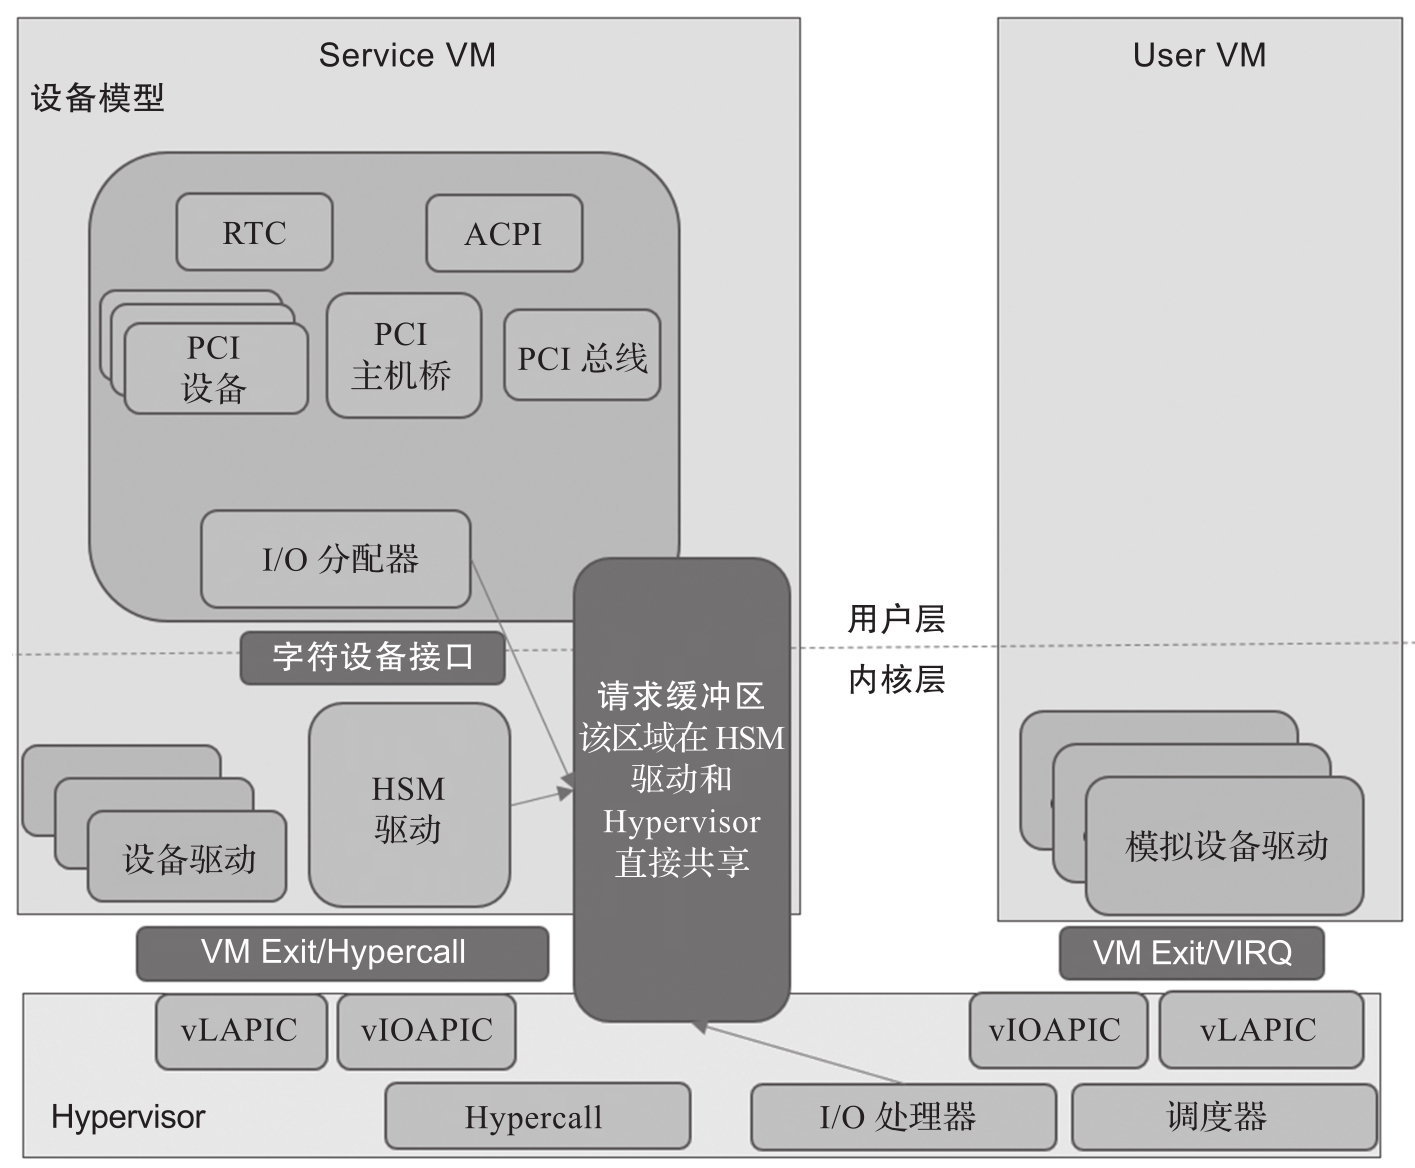 Service VM
User VM
设备模型
RTC
ACPI
PCI
设备
PCI
主机桥
PCI 总线
I/O 分配器
用户层
字符设备接口
内核层
请求缓冲区
该区域在 HSM
驱动和
Hypervisor
直接共享
HSM
驱动
设备驱动
模拟设备驱动
VM Exit/Hypercall
VM Exit/VIRQ
vLAPIC
vIOAPIC
vIOAPIC
vLAPIC
Hypervisor
Hypercall
I/O 处理器
调度器